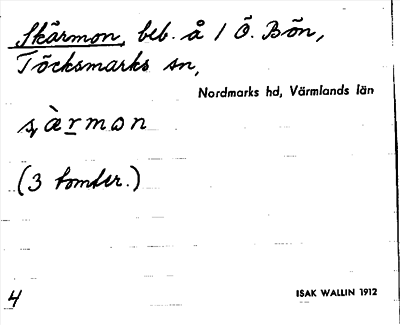 Skärmon, beb. å 1 Ö. Bön,
Töcksmarks sn,
Nordmarks hd, Värmlands län
(3 tomter.)
4
ISAK WALLIN 1912